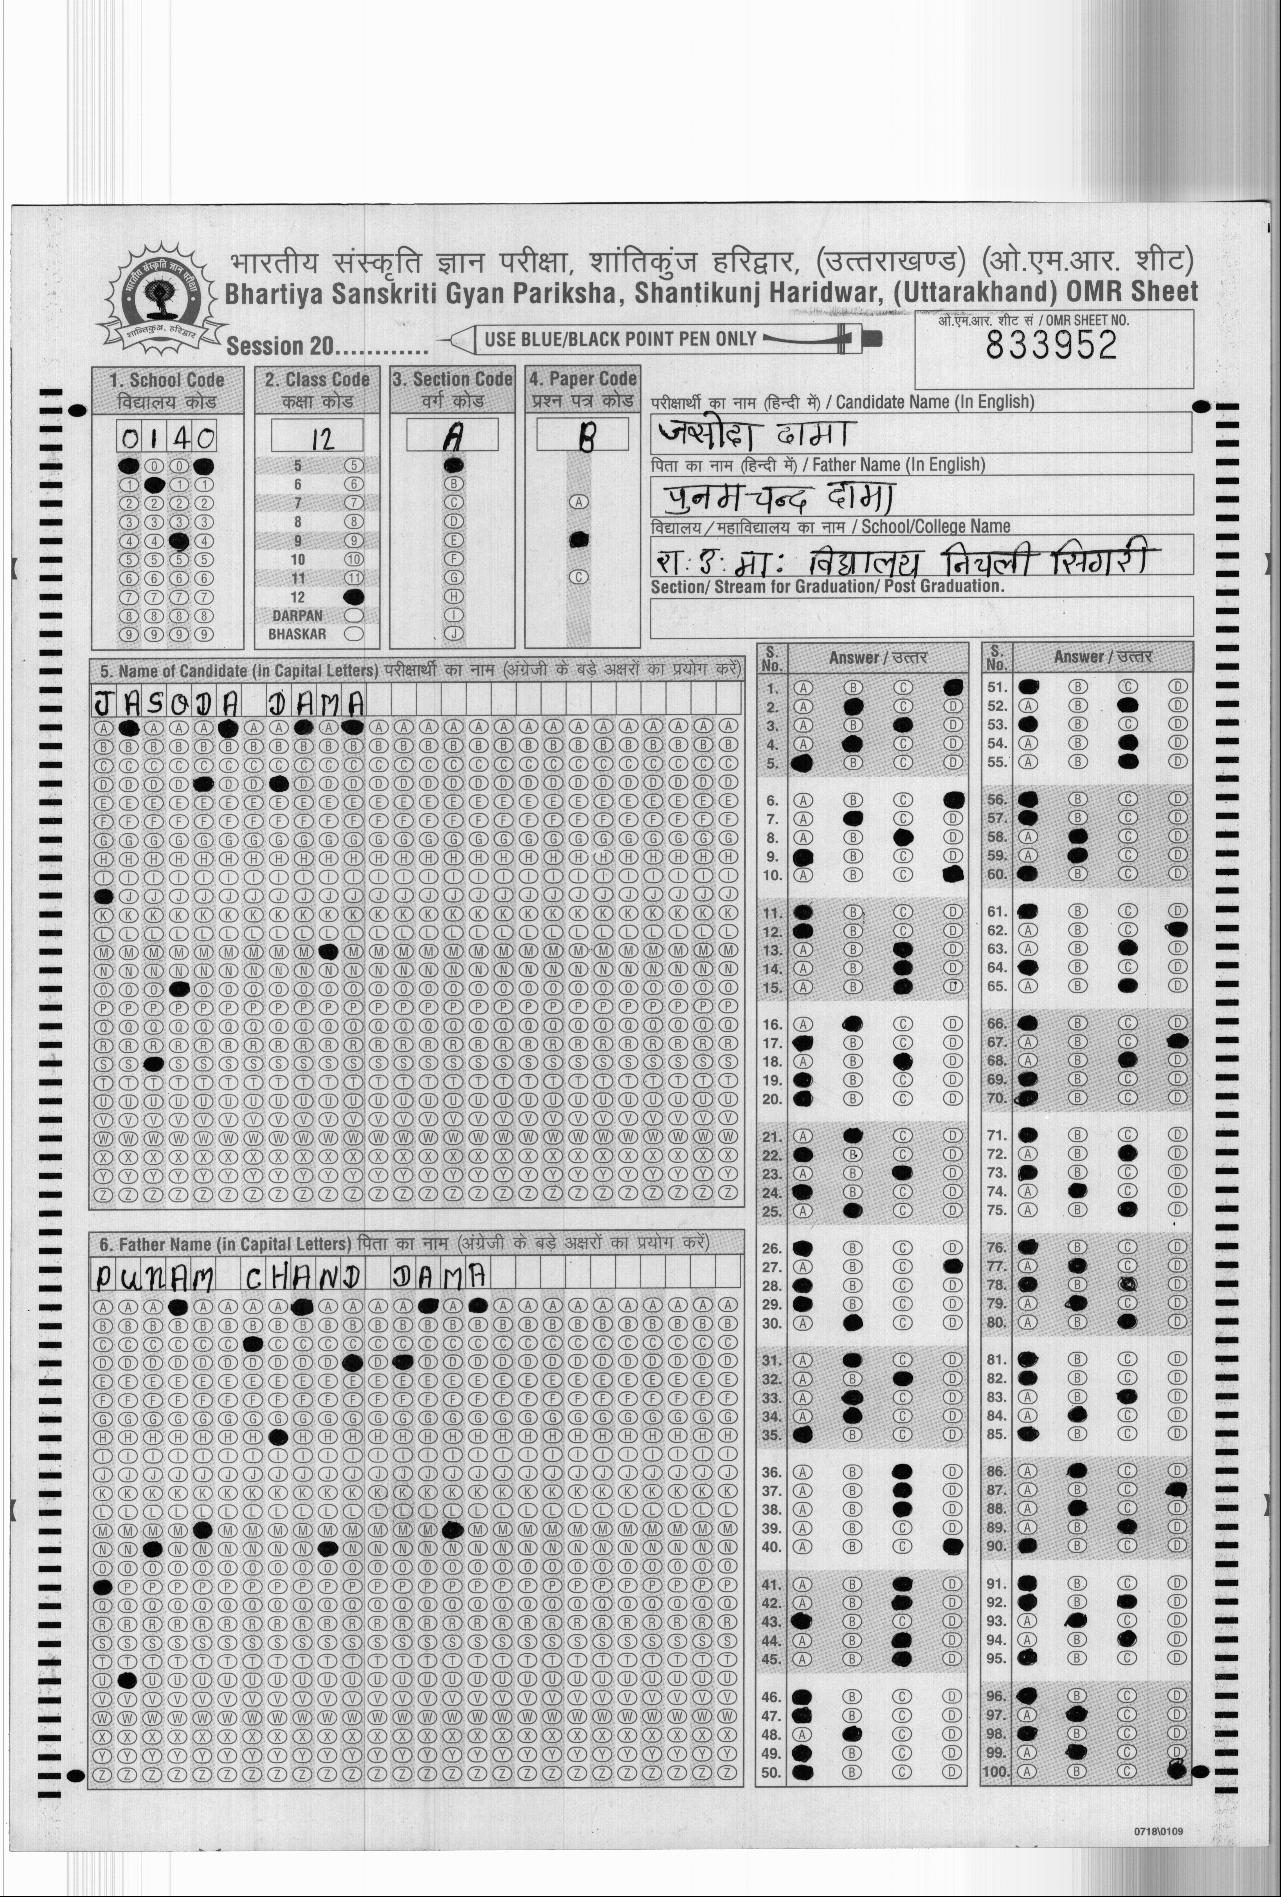 भारतीय संस्कृति ज्ञान परीक्षा, शांतिकुंज हरिद्वार, (उत्तराखण्ड) (ओ.एम.आर. शीट)
Bhartiya Sanskriti Gyan Pariksha, Shantikunj Haridwar, (Uttarakhand) OMR Sheet
Session 20............
USE BLUE/BLACK POINT PEN ONLY
ओ.एम.आर. शीट सं / OMR SHEET NO.
833952
1. School Code
विद्यालय कोड
0140
2. Class Code
कक्षा कोड
12
5
6
7
8
9
10
11
12
DARPAN
BHASKAR
3. Section Code
वर्ग कोड
A
4. Paper Code
प्रश्न पत्र कोड
B
परीक्षार्थी का नाम (हिन्दी में) / Candidate Name (In English)
जसोदा दामा
पिता का नाम (हिन्दी में) / Father Name (In English)
पुनमचन्द दामा
विद्यालय/महाविद्यालय का नाम / School/College Name
रा. उ. मा. विद्यालय निचली सिगरी
Section/ Stream for Graduation/ Post Graduation.
5. Name of Candidate (in Capital Letters) परीक्षार्थी का नाम (अंग्रेजी के बड़े अक्षरों का प्रयोग करें)
JASODA DAMA
6. Father Name (in Capital Letters) पिता का नाम (अंग्रेजी के बड़े अक्षरों का प्रयोग करें)
PUNAM CHAND DAMA
S. No. Answer / उत्तर
S. No. Answer / उत्तर
0718\0109